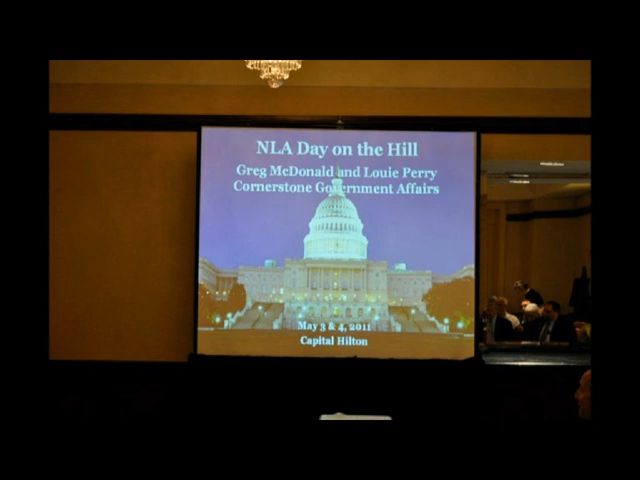 NLA Day on the Hill
Greg McDonald and Louie Perry
Cornerstone Government Affairs
May 3 & 4, 2011
Capital Hilton